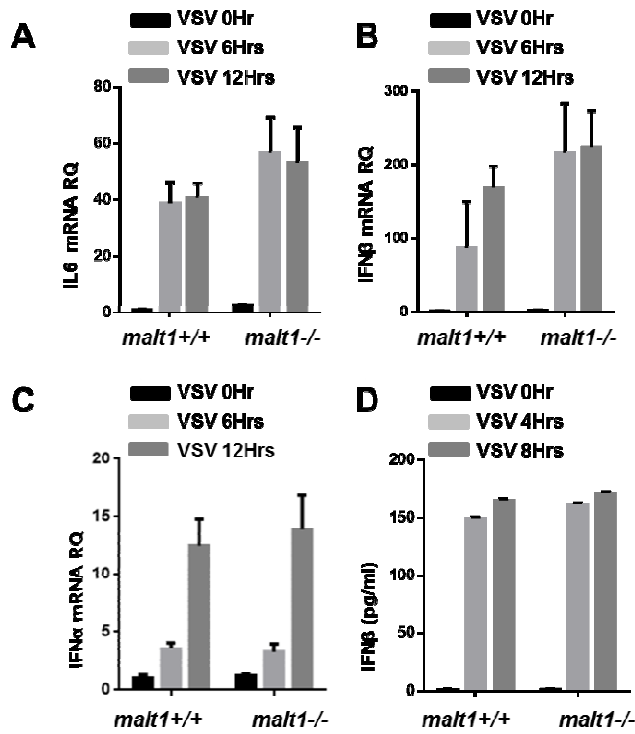 A
VSV 0Hr
VSV 6Hrs
VSV 12Hrs
80
60
40
20
0
IL6 mRNA RQ
malt1+/+
malt1-/-
B
VSV 0Hr
VSV 6Hrs
VSV 12Hrs
300
200
100
0
IFNβ mRNA RQ
malt1+/+
malt1-/-
C
VSV 0Hr
VSV 6Hrs
VSV 12Hrs
20
15
10
5
0
IFNα mRNA RQ
malt1+/+
malt1-/-
D
VSV 0Hr
VSV 4Hrs
VSV 8Hrs
200
150
100
50
0
IFNβ (pg/ml)
malt1+/+
malt1-/-